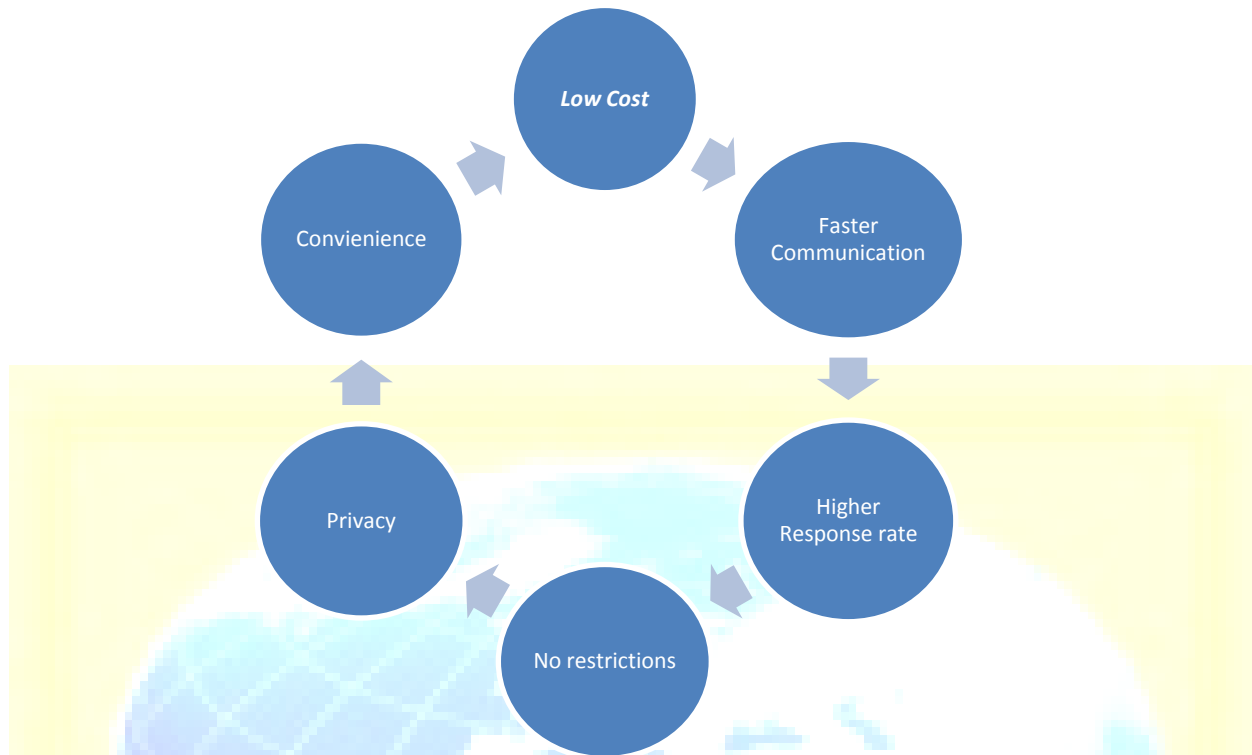 Low Cost
Faster
Communication
Higher
Response rate
No restrictions
Privacy
Convienience